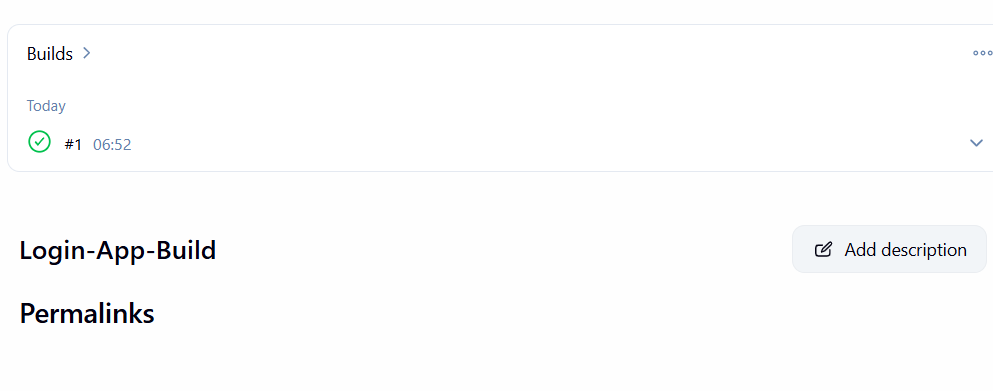 Builds
Today
#1 06:52
Login-App-Build
Add description
Permalinks